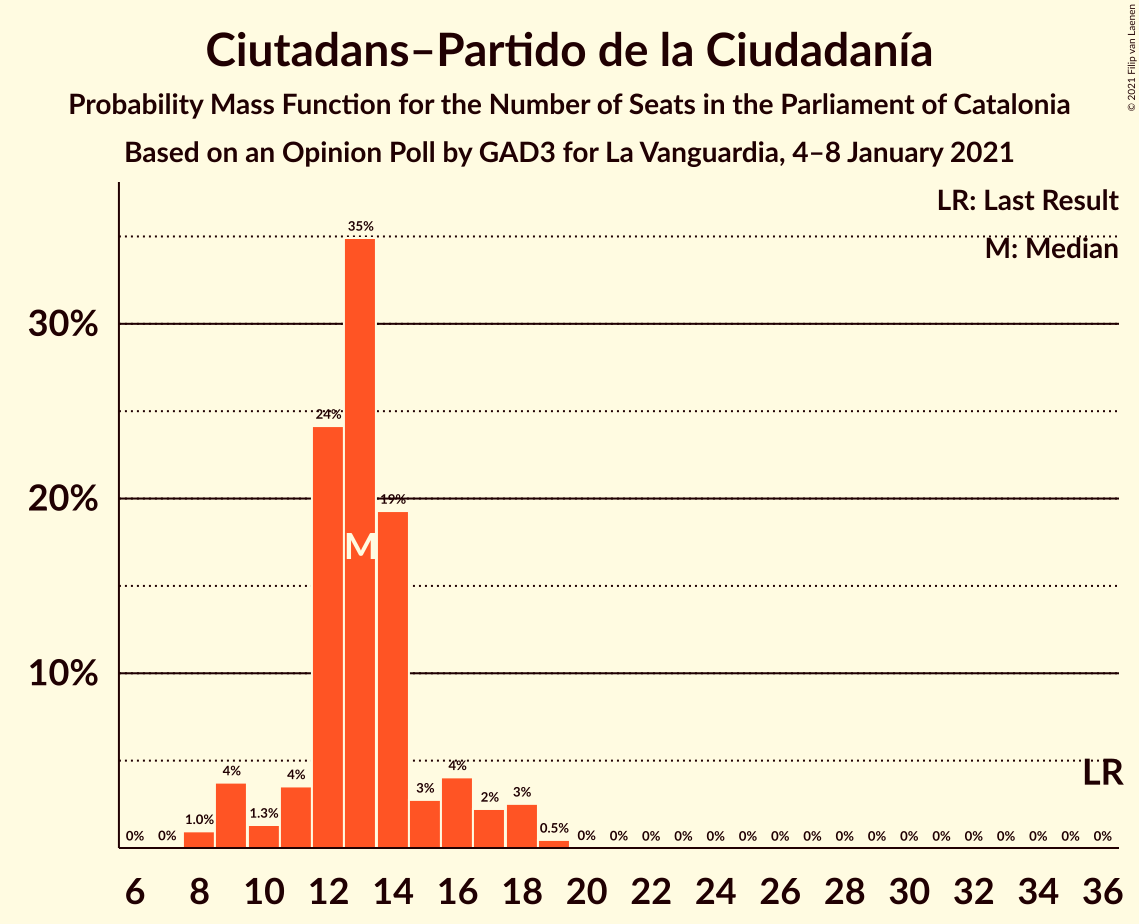 Ciutadans–Partido de la Ciudadanía
Probability Mass Function for the Number of Seats in the Parliament of Catalonia
Based on an Opinion Poll by GAD3 for La Vanguardia, 4–8 January 2021
© 2021 Filip van Laenen
LR: Last Result
M: Median
30%
20%
10%
0% 0% 1.0% 4% 1.3% 4% 24% 35% 19% 3% 4% 2% 3% 0.5% 0% 0% 0% 0% 0% 0% 0% 0% 0% 0% 0% 0% 0% 0% 0% 0% 0%
M
LR
6 8 10 12 14 16 18 20 22 24 26 28 30 32 34 36